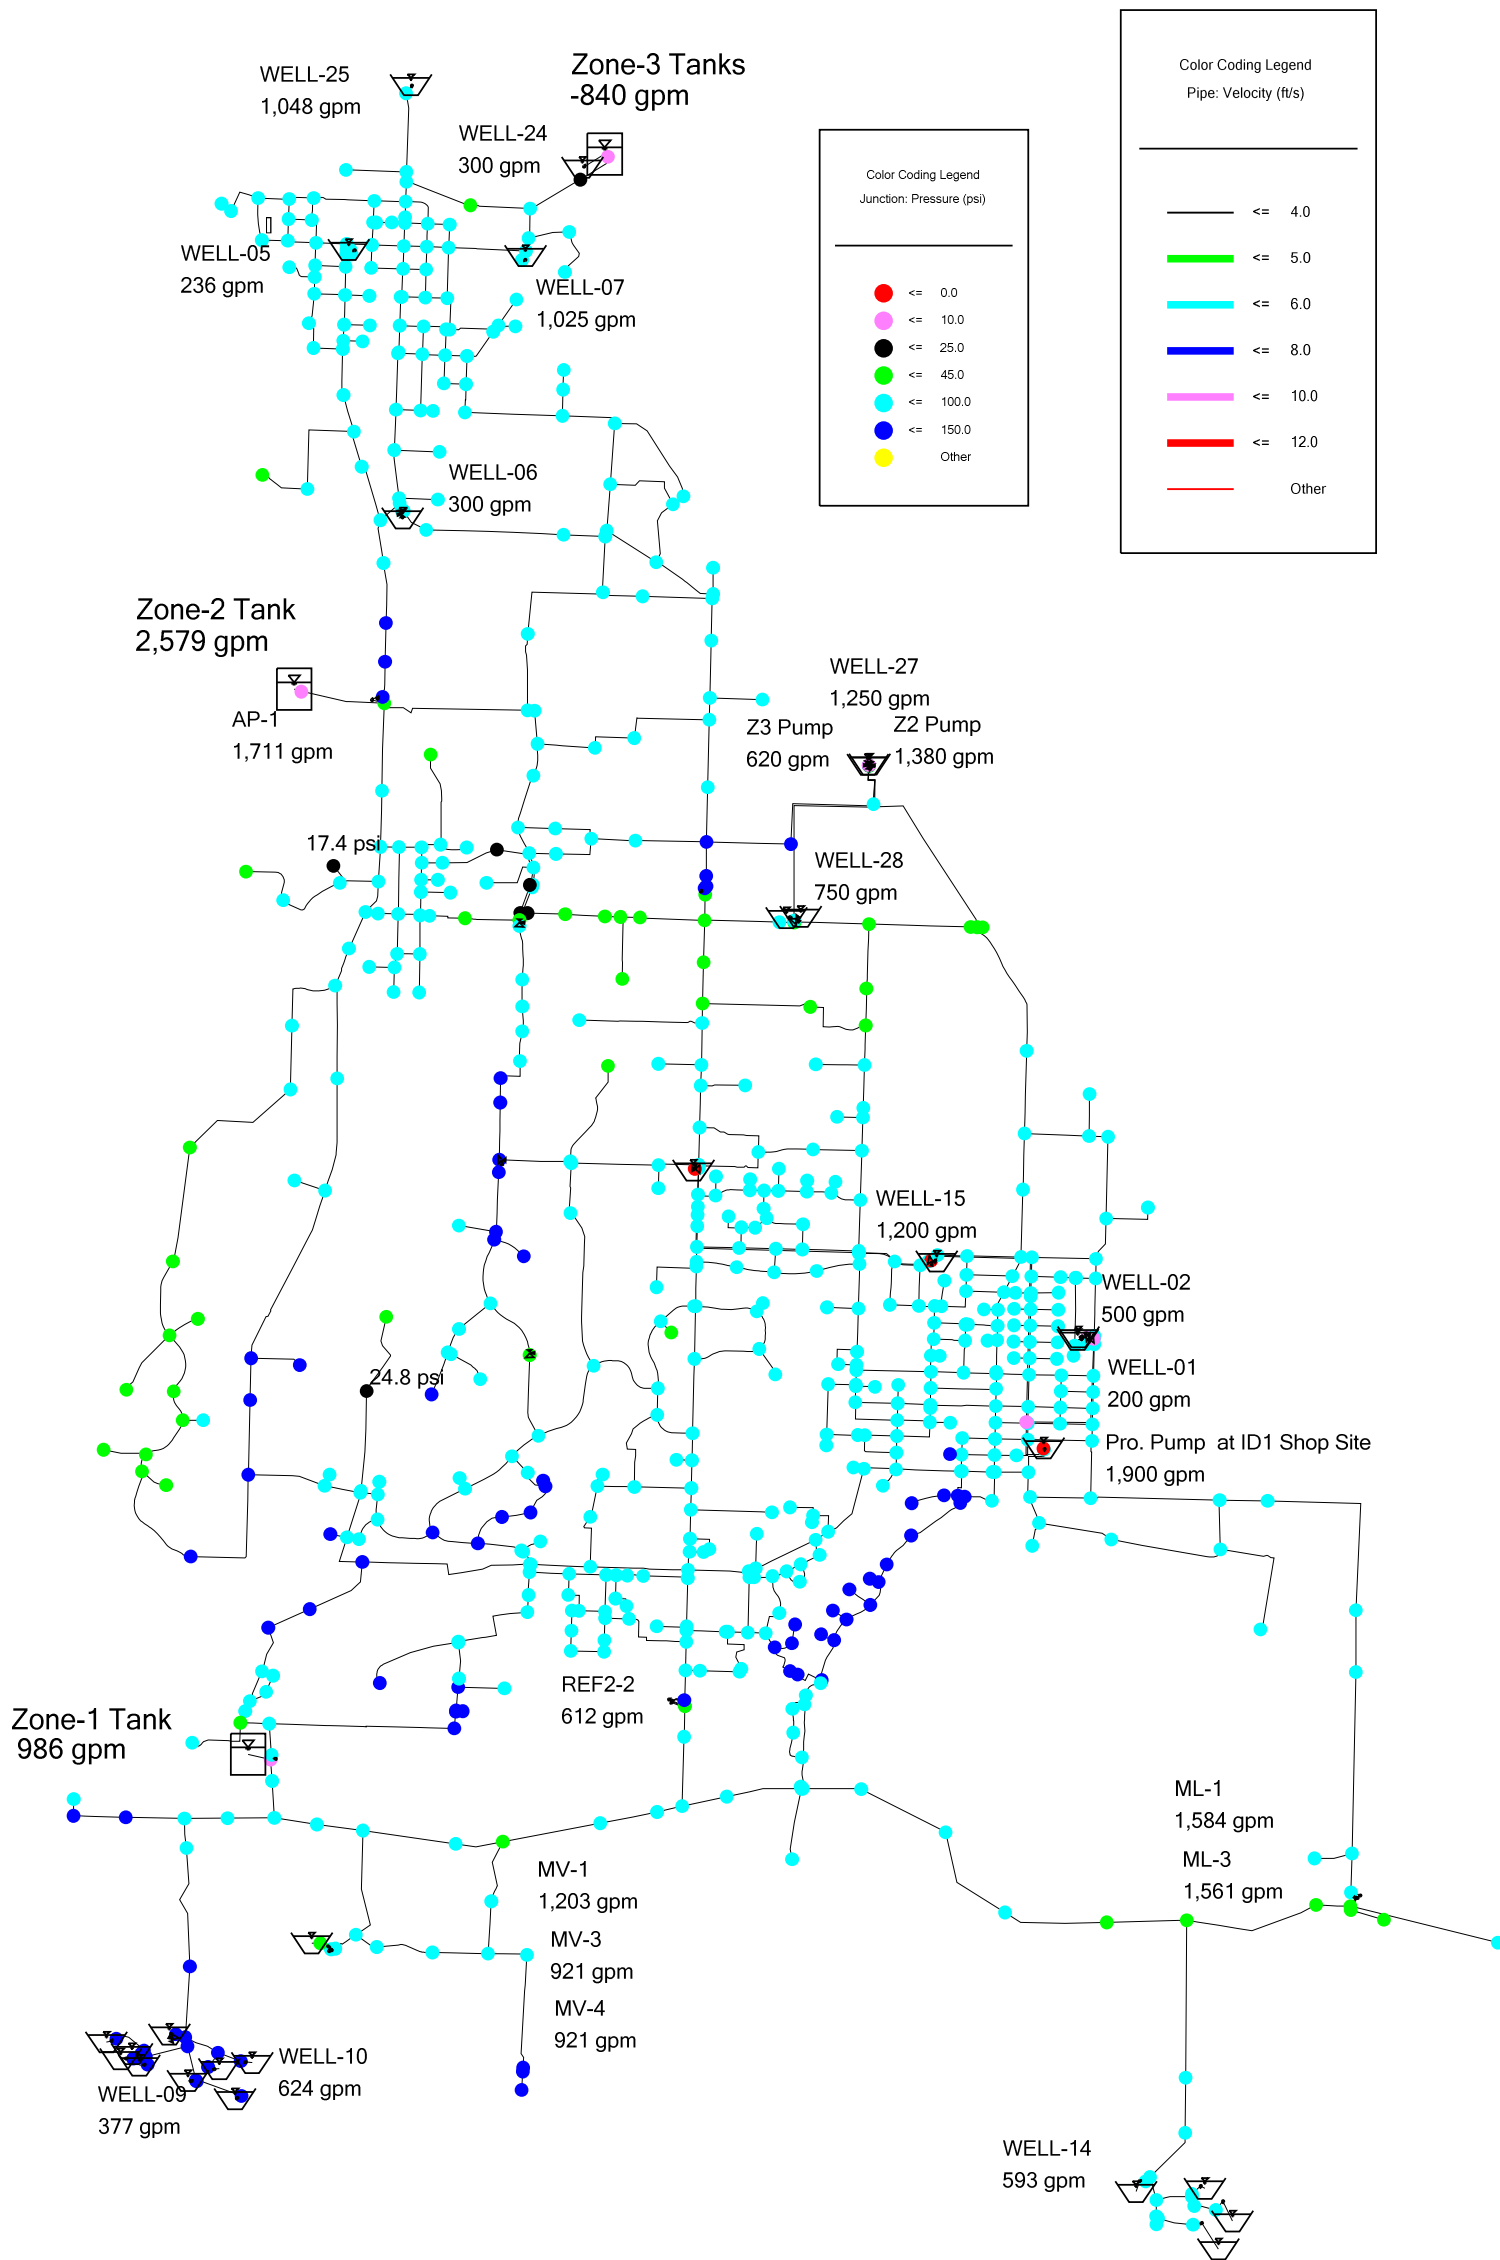 WELL-25
1,048 gpm
Zone-3 Tanks
-840 gpm
WELL-24
300 gpm
WELL-05
236 gpm
WELL-07
1,025 gpm
Color Coding Legend
Junction: Pressure (psi)
<= 0.0
<= 10.0
<= 25.0
<= 45.0
<= 100.0
<= 150.0
Other
Color Coding Legend
Pipe: Velocity (ft/s)
<= 4.0
<= 5.0
<= 6.0
<= 8.0
<= 10.0
<= 12.0
Other
WELL-06
300 gpm
Zone-2 Tank
2,579 gpm
AP-1
1,711 gpm
WELL-27
1,250 gpm
Z3 Pump
620 gpm
Z2 Pump
1,380 gpm
17.4 psi
WELL-28
750 gpm
WELL-15
1,200 gpm
WELL-02
500 gpm
WELL-01
200 gpm
24.8 psi
Pro. Pump at ID1 Shop Site
1,900 gpm
REF2-2
612 gpm
Zone-1 Tank
986 gpm
ML-1
1,584 gpm
ML-3
1,561 gpm
MV-1
1,203 gpm
MV-3
921 gpm
MV-4
921 gpm
WELL-10
624 gpm
WELL-09
377 gpm
WELL-14
593 gpm